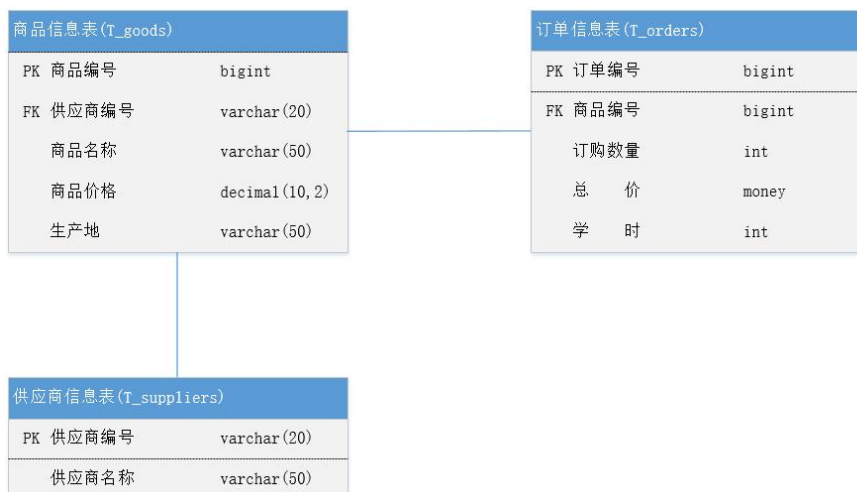 商品信息表(T_goods)
PK 商品编号 bigint
FK 供应商编号 varchar(20)
商品名称 varchar(50)
商品价格 decimal(10,2)
生产地 varchar(50)
订单信息表(T_orders)
PK 订单编号 bigint
FK 商品编号 bigint
订购数量 int
总 价 money
学 时 int
供应商信息表(T_suppliers)
PK 供应商编号 varchar(20)
供应商名称 varchar(50)